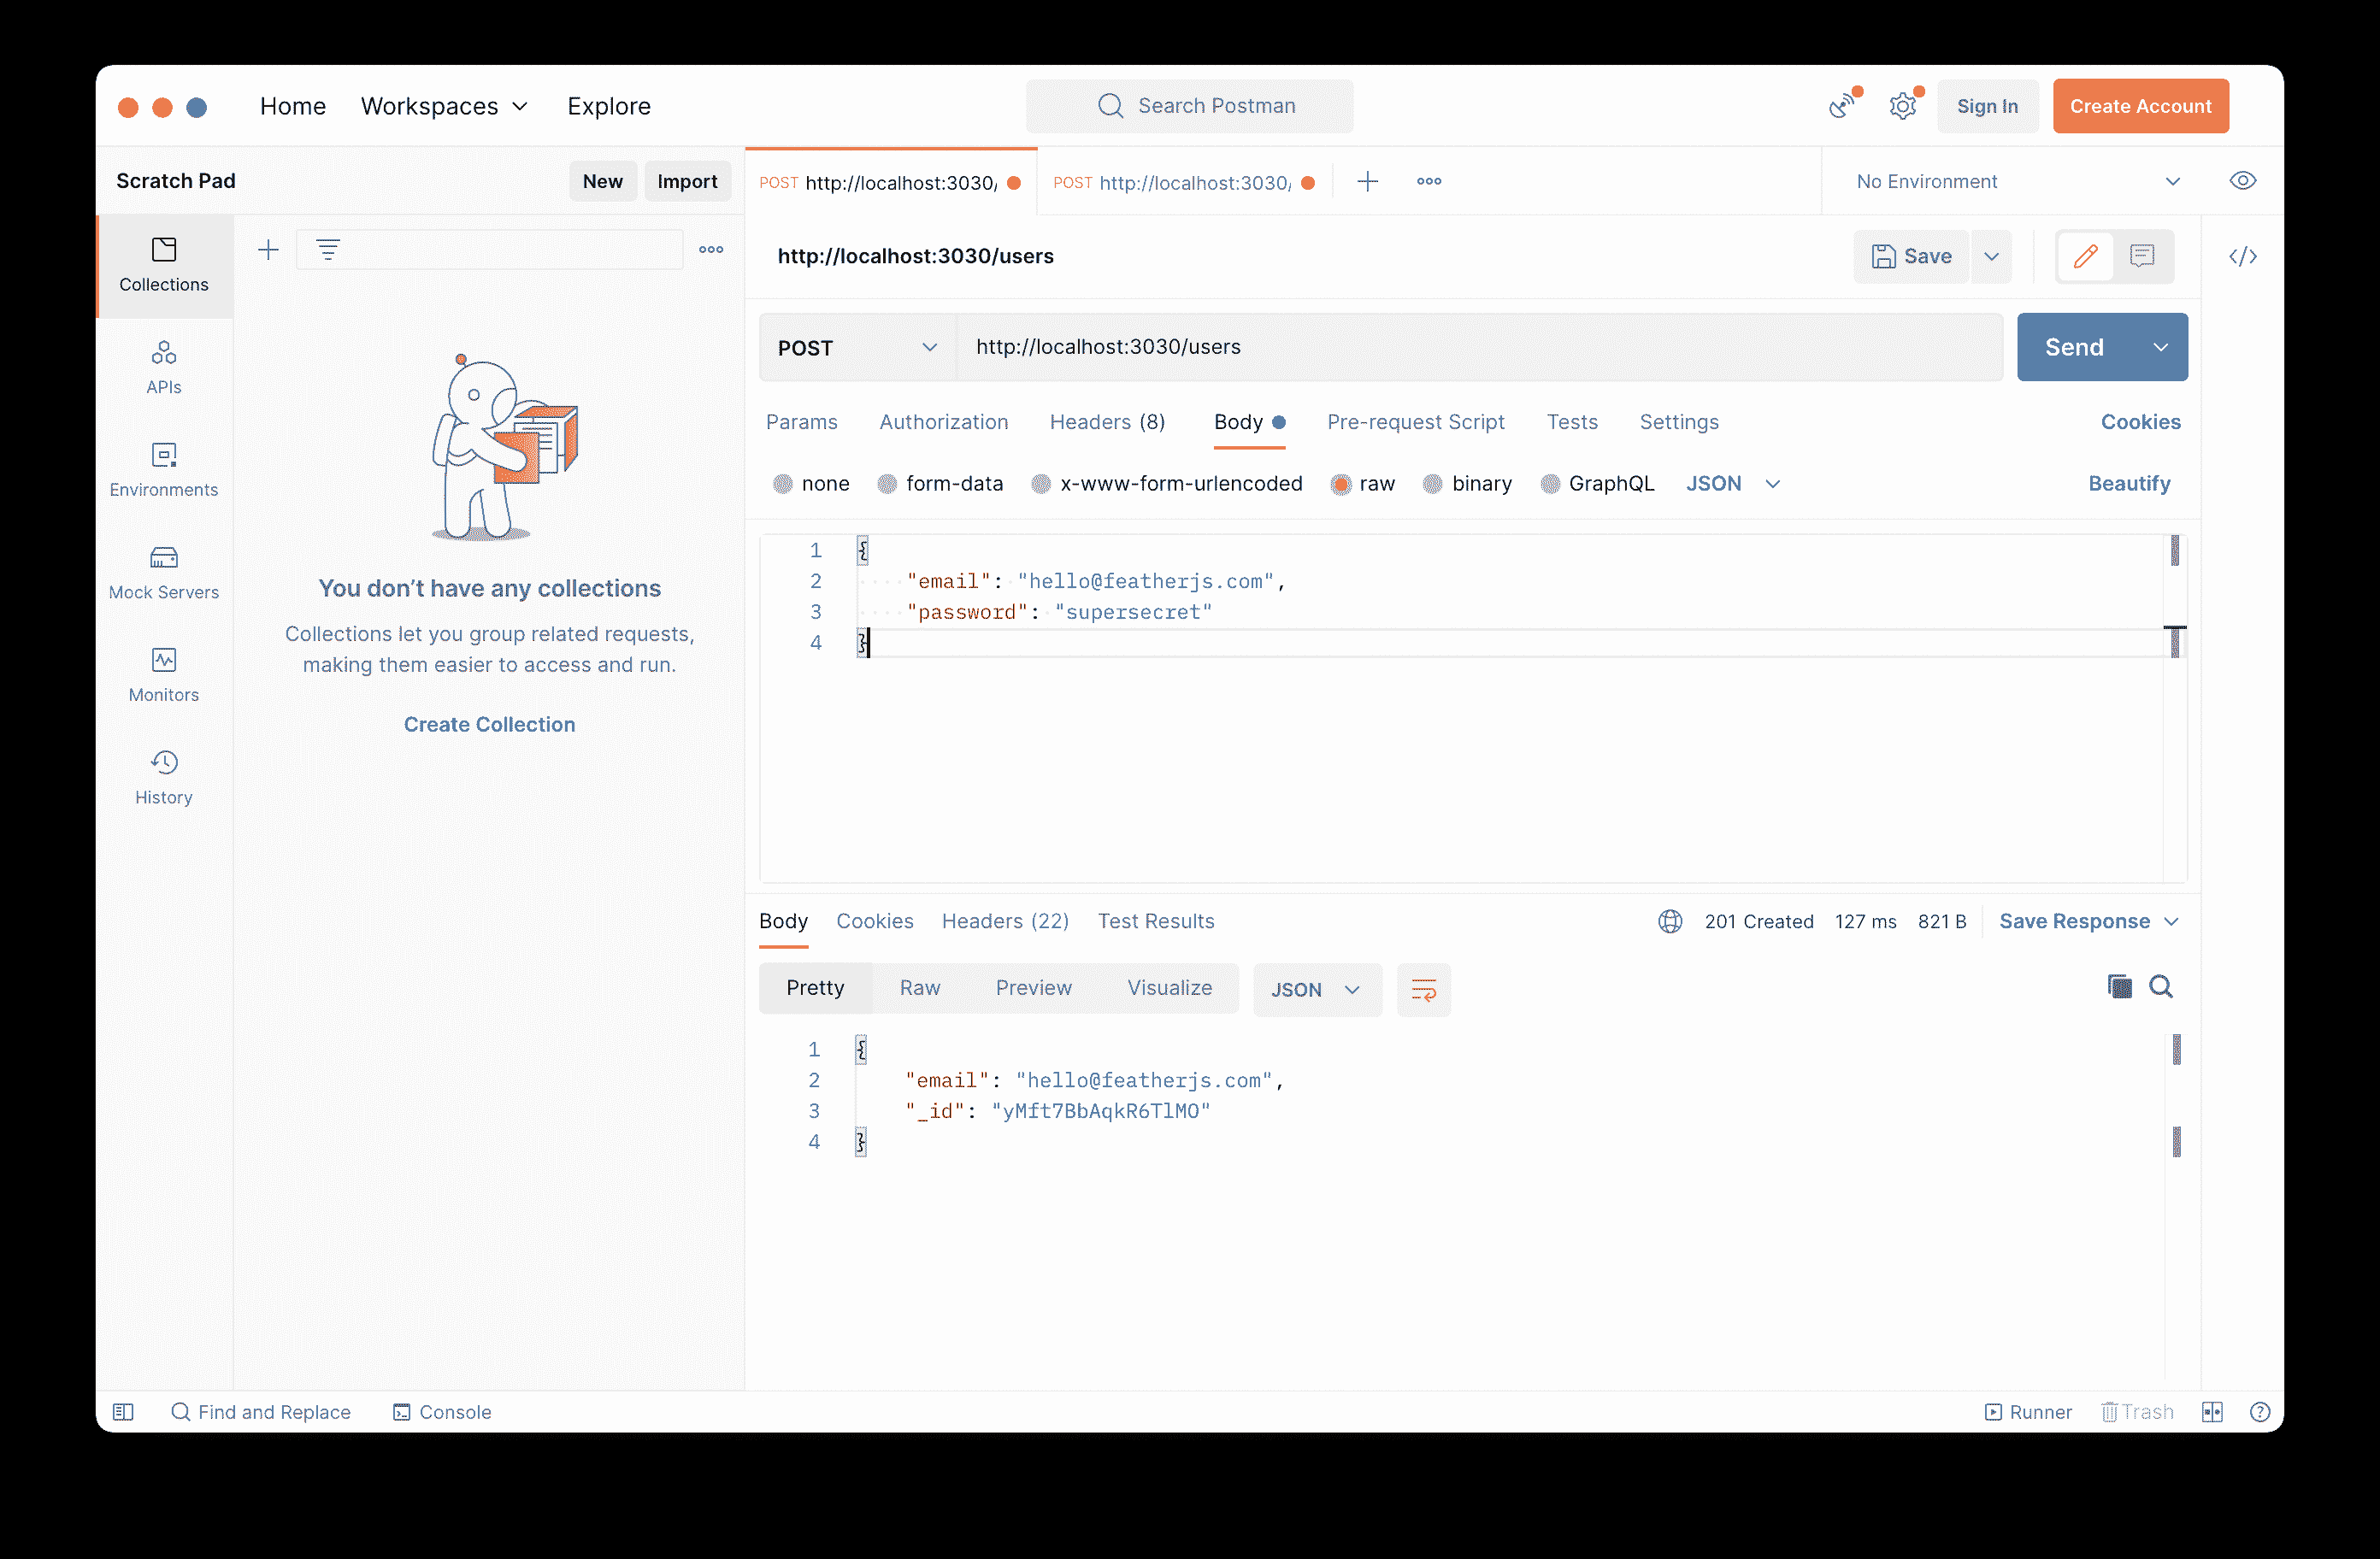 Home Workspaces Explore Search Postman Sign In Create Account
Scratch Pad New Import POST http://localhost:3030/ POST http://localhost:3030/ No Environment
Collections
APIs
Environments
Mock Servers
Monitors
History
You don’t have any collections
Collections let you group related requests,
making them easier to access and run.
Create Collection
http://localhost:3030/users Save
POST http://localhost:3030/users Send
Params Authorization Headers (8) Body Pre-request Script Tests Settings Cookies
none form-data x-www-form-urlencoded raw binary GraphQL JSON Beautify
1 {
2 "email": "hello@featherjs.com",
3 "password": "supersecret"
4 }
Body Cookies Headers (22) Test Results 201 Created 127 ms 821 B Save Response
Pretty Raw Preview Visualize JSON
1 {
2 "email": "hello@featherjs.com",
3 "_id": "yMft7BbAqkR6TlMO"
4 }
Find and Replace Console Runner Trash